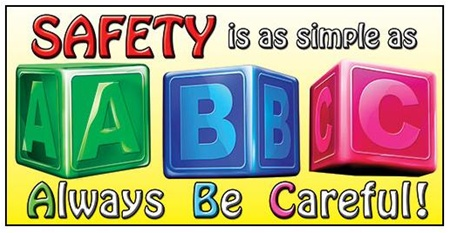 SAFETY is as simple as
A A B B C C
Always Be Careful!